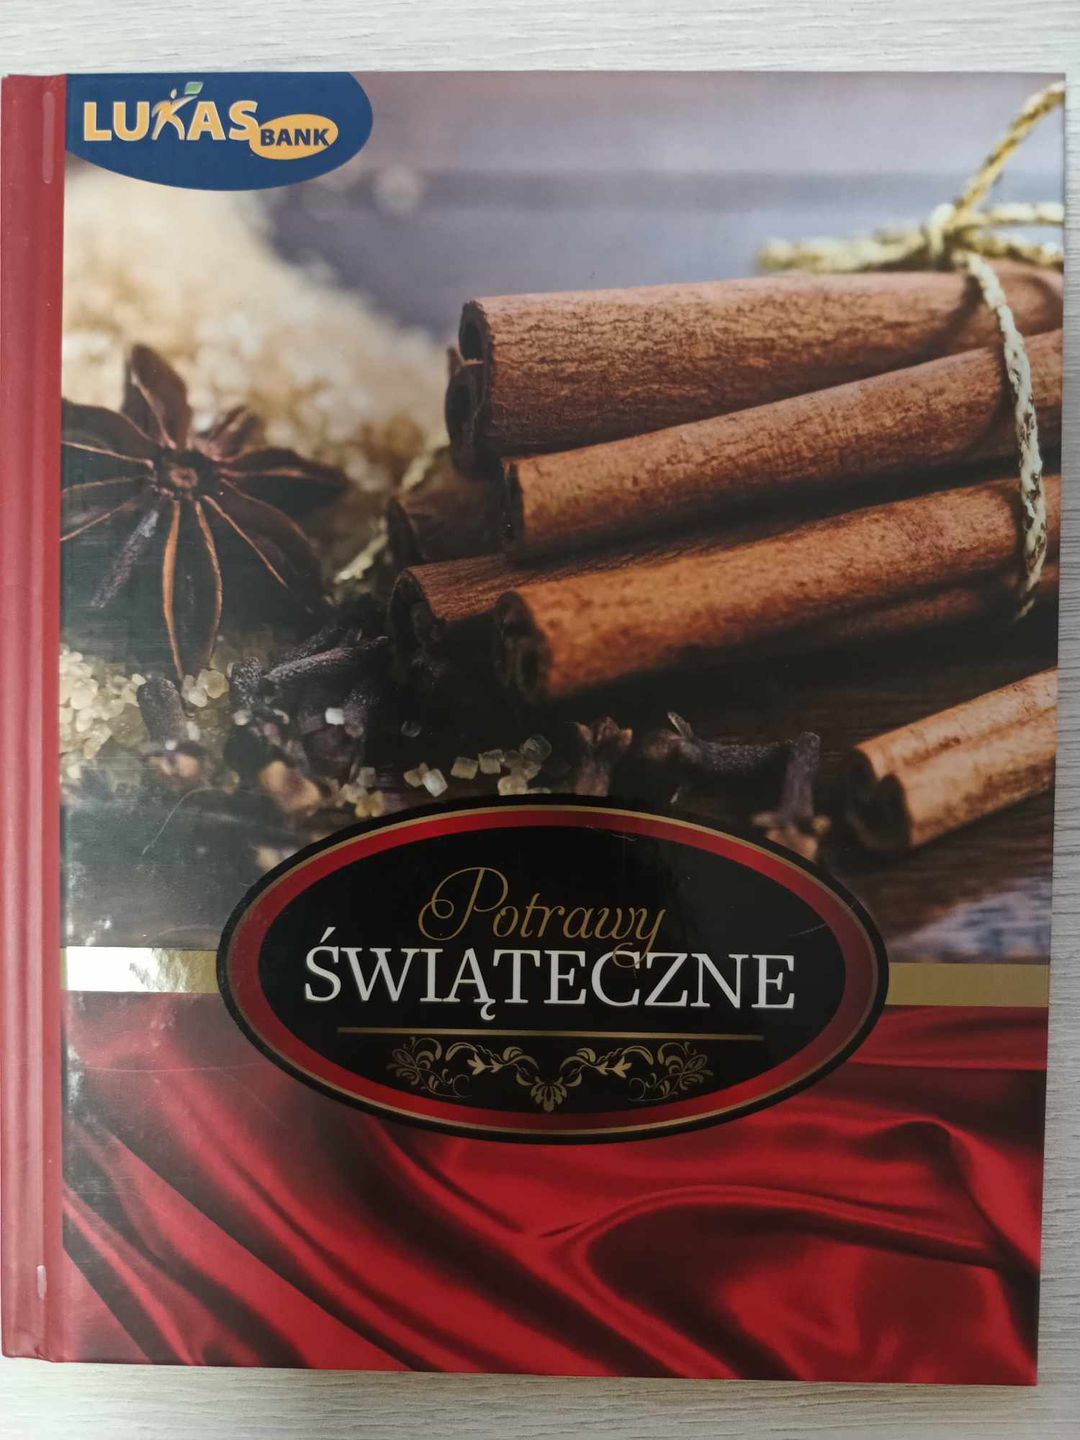 LUKAS
BANK
Potrawy
ŚWIĄTECZNE